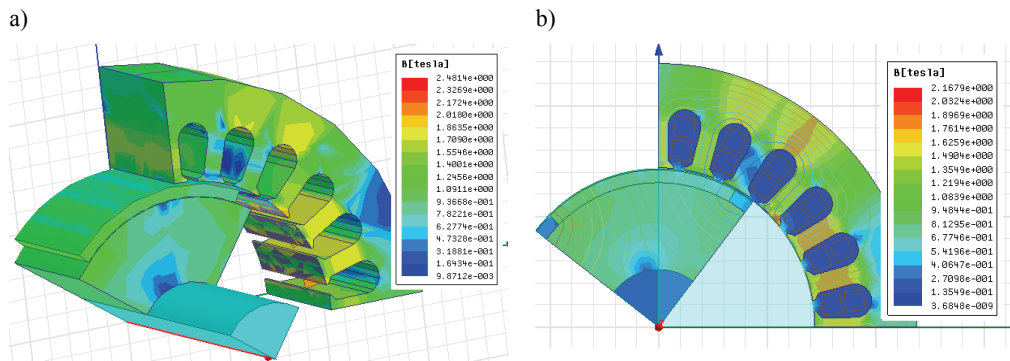 a)
B[tesla]
2.4814e+000
2.3269e+000
2.1724e+000
2.0180e+000
1.8635e+000
1.7090e+000
1.5546e+000
1.4001e+000
1.2456e+000
1.0911e+000
9.3668e-001
7.8221e-001
6.2774e-001
4.7328e-001
3.1881e-001
1.6434e-001
9.8712e-003
b)
B[tesla]
2.1679e+000
2.0324e+000
1.8969e+000
1.7614e+000
1.6259e+000
1.4904e+000
1.3549e+000
1.2194e+000
1.0839e+000
9.4844e-001
8.1295e-001
6.7746e-001
5.4196e-001
4.0647e-001
2.7098e-001
1.3549e-001
3.6848e-009